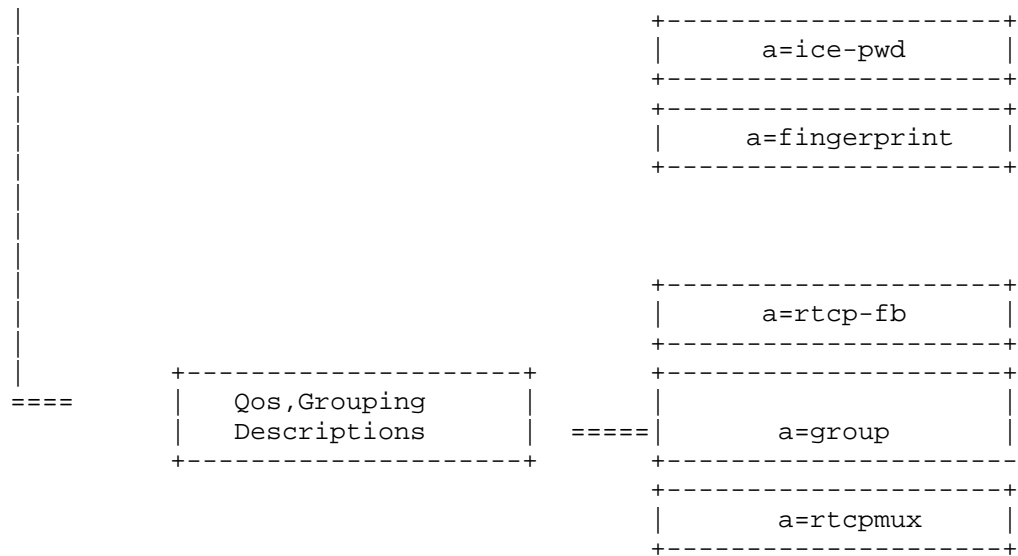 a=ice-pwd
a=fingerprint
a=rtcp-fb
Qos,Grouping
Descriptions
a=group
a=rtcpmux